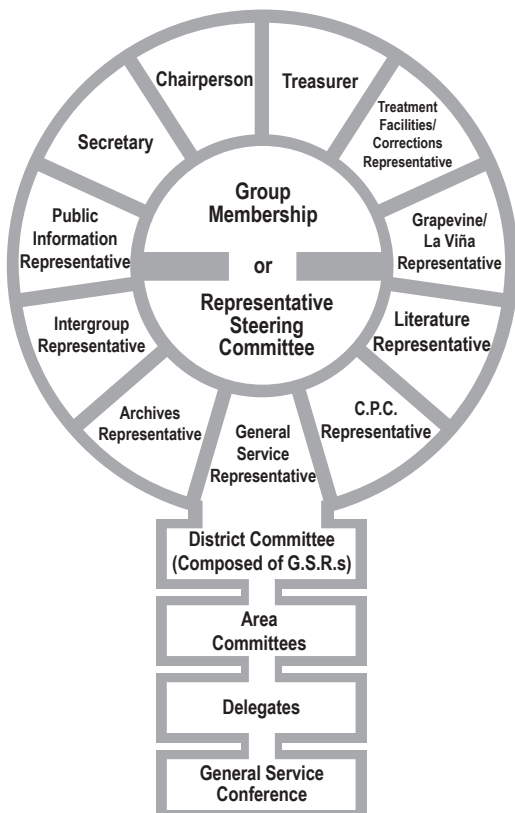 Chairperson
Treasurer
Secretary
Treatment
Facilities/
Corrections
Representative
Group
Membership
Public
Information
Representative
Grapevine/
La Viña
Representative
or
Representative
Steering
Committee
Intergroup
Representative
Literature
Representative
Archives
Representative
General
Service
Representative
C.P.C.
Representative
District Committee
(Composed of G.S.R.s)
Area
Committees
Delegates
General Service
Conference